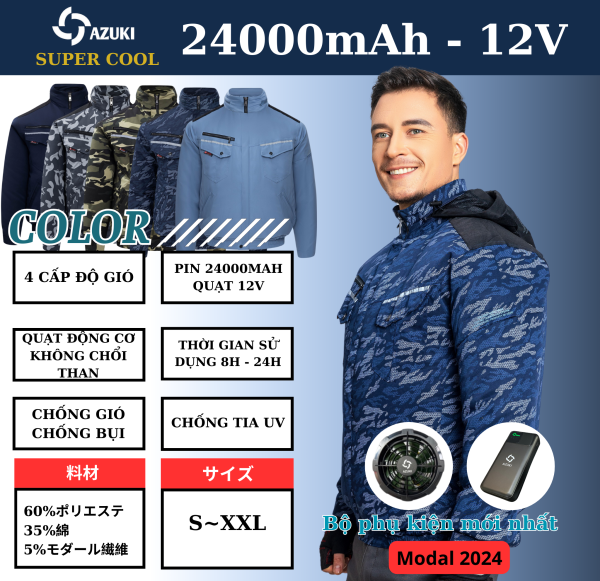 AZUKI
SUPER COOL
24000mAh - 12V
COLOR
4 CẤP ĐỘ GIÓ
PIN 24000MAH
QUẠT 12V
QUẠT ĐỘNG CƠ
KHÔNG CHỔI
THAN
THỜI GIAN SỬ
DỤNG 8H - 24H
CHỐNG GIÓ
CHỐNG BỤI
CHỐNG TIA UV
料材
サイズ
60%ポリエステ
35%綿
5%モダール繊維
S~XXL
AZUKI
AZUKI
Bộ phụ kiện mới nhất
Modal 2024